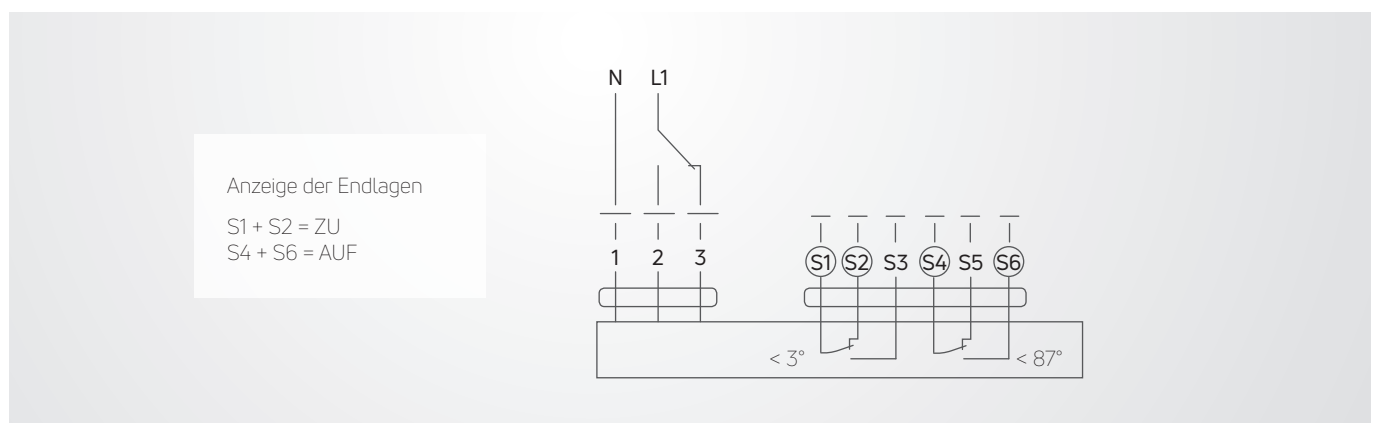 N L1
Anzeige der Endlagen
S1 + S2 = ZU
S4 + S6 = AUF
1 2 3
S1 S2 S3 S4 S5 S6
< 3° < 87°